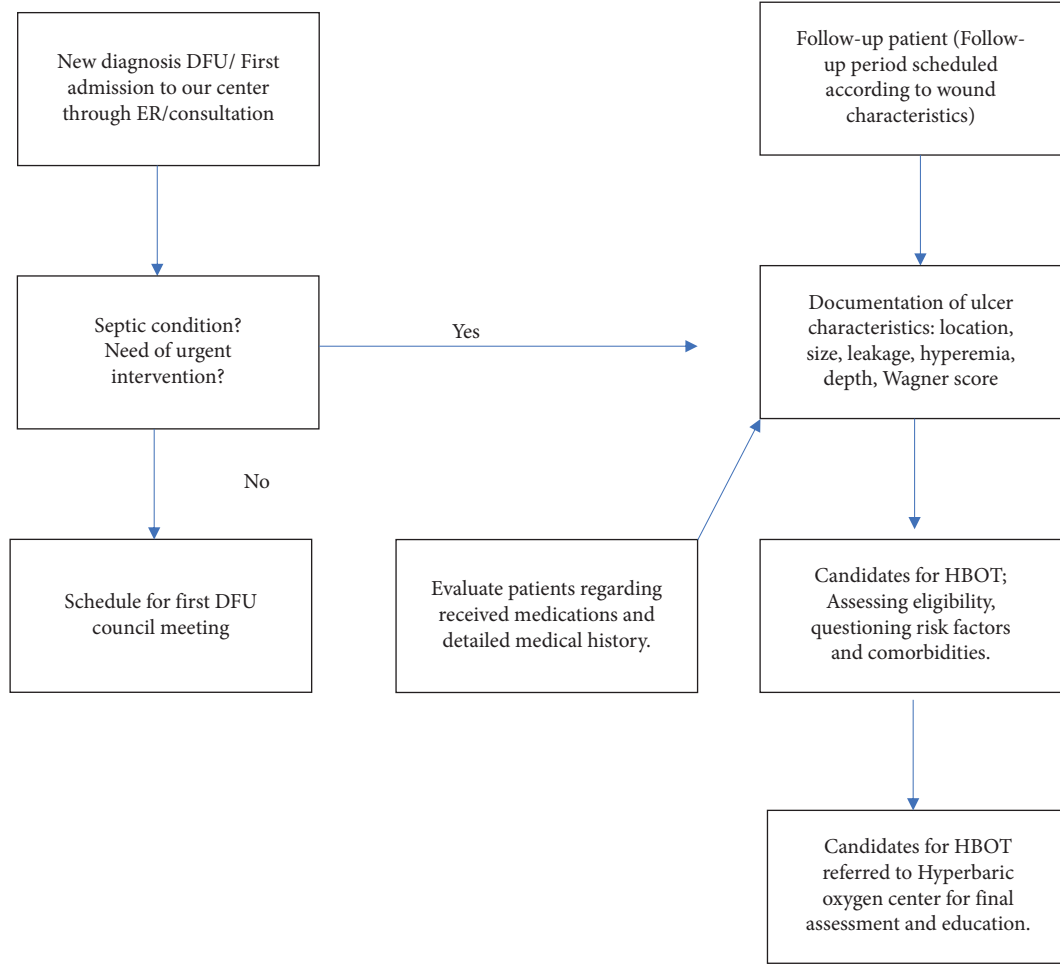 New diagnosis DFU/ First
admission to our center
through ER/consultation
Follow-up patient (Follow-
up period scheduled
according to wound
characteristics)
Septic condition?
Need of urgent
intervention?
Yes
Documentation of ulcer
characteristics: location,
size, leakage, hyperemia,
depth, Wagner score
No
Schedule for first DFU
council meeting
Evaluate patients regarding
received medications and
detailed medical history.
Candidates for HBOT;
Assessing eligibility,
questioning risk factors
and comorbidities.
Candidates for HBOT
referred to Hyperbaric
oxygen center for final
assessment and education.